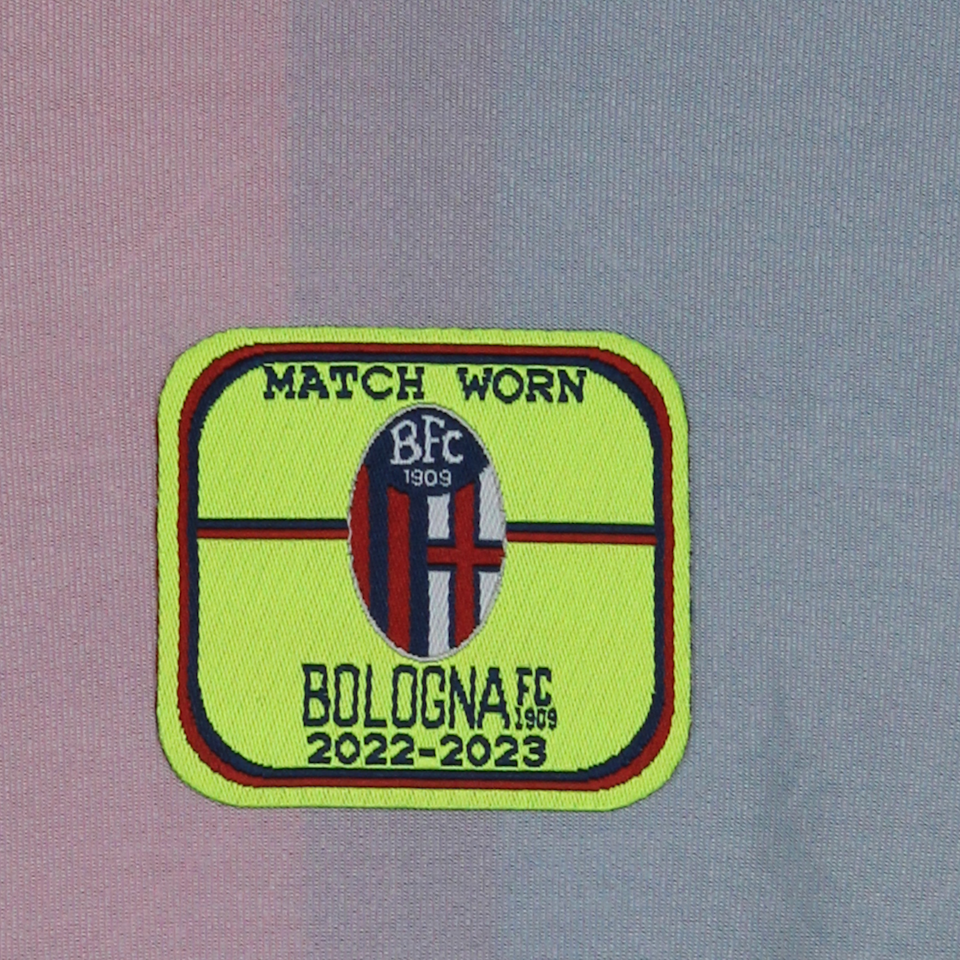 MATCH WORN
BFC
1909
BOLOGNA FC
1909
2022-2023